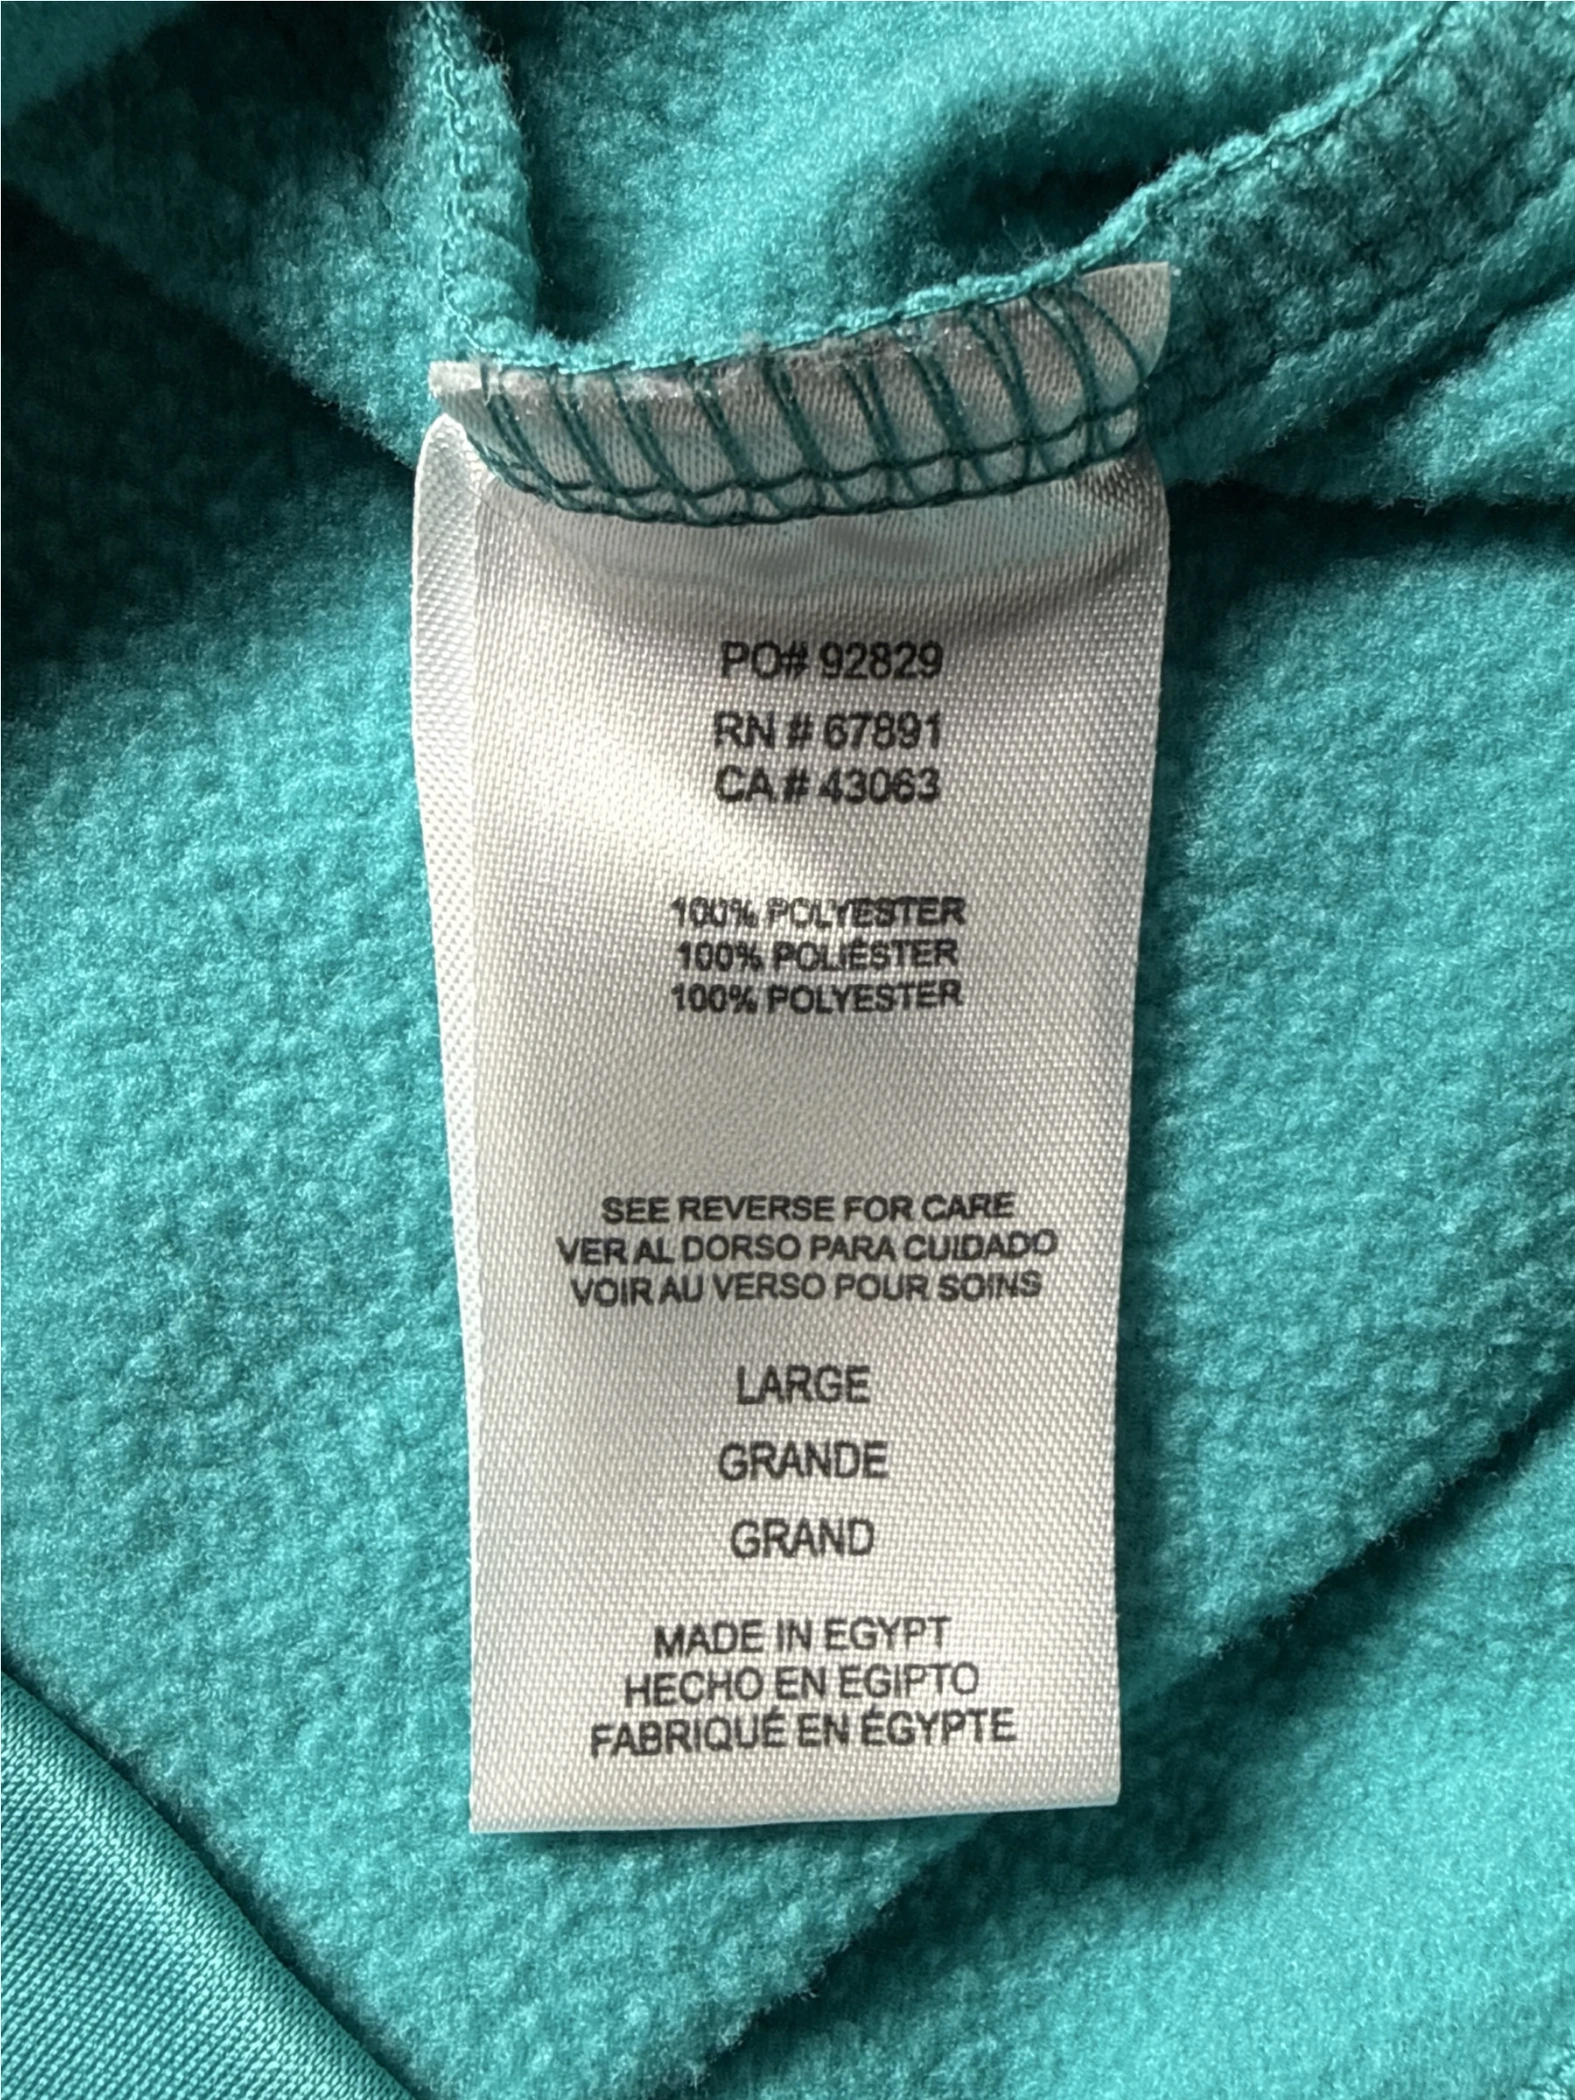 PO# 92829
RN # 67891
CA # 43063
100% POLYESTER
100% POLIÉSTER
100% POLYESTER
SEE REVERSE FOR CARE
VER AL DORSO PARA CUIDADO
VOIR AU VERSO POUR SOINS
LARGE
GRANDE
GRAND
MADE IN EGYPT
HECHO EN EGIPTO
FABRIQUÉ EN ÉGYPTE